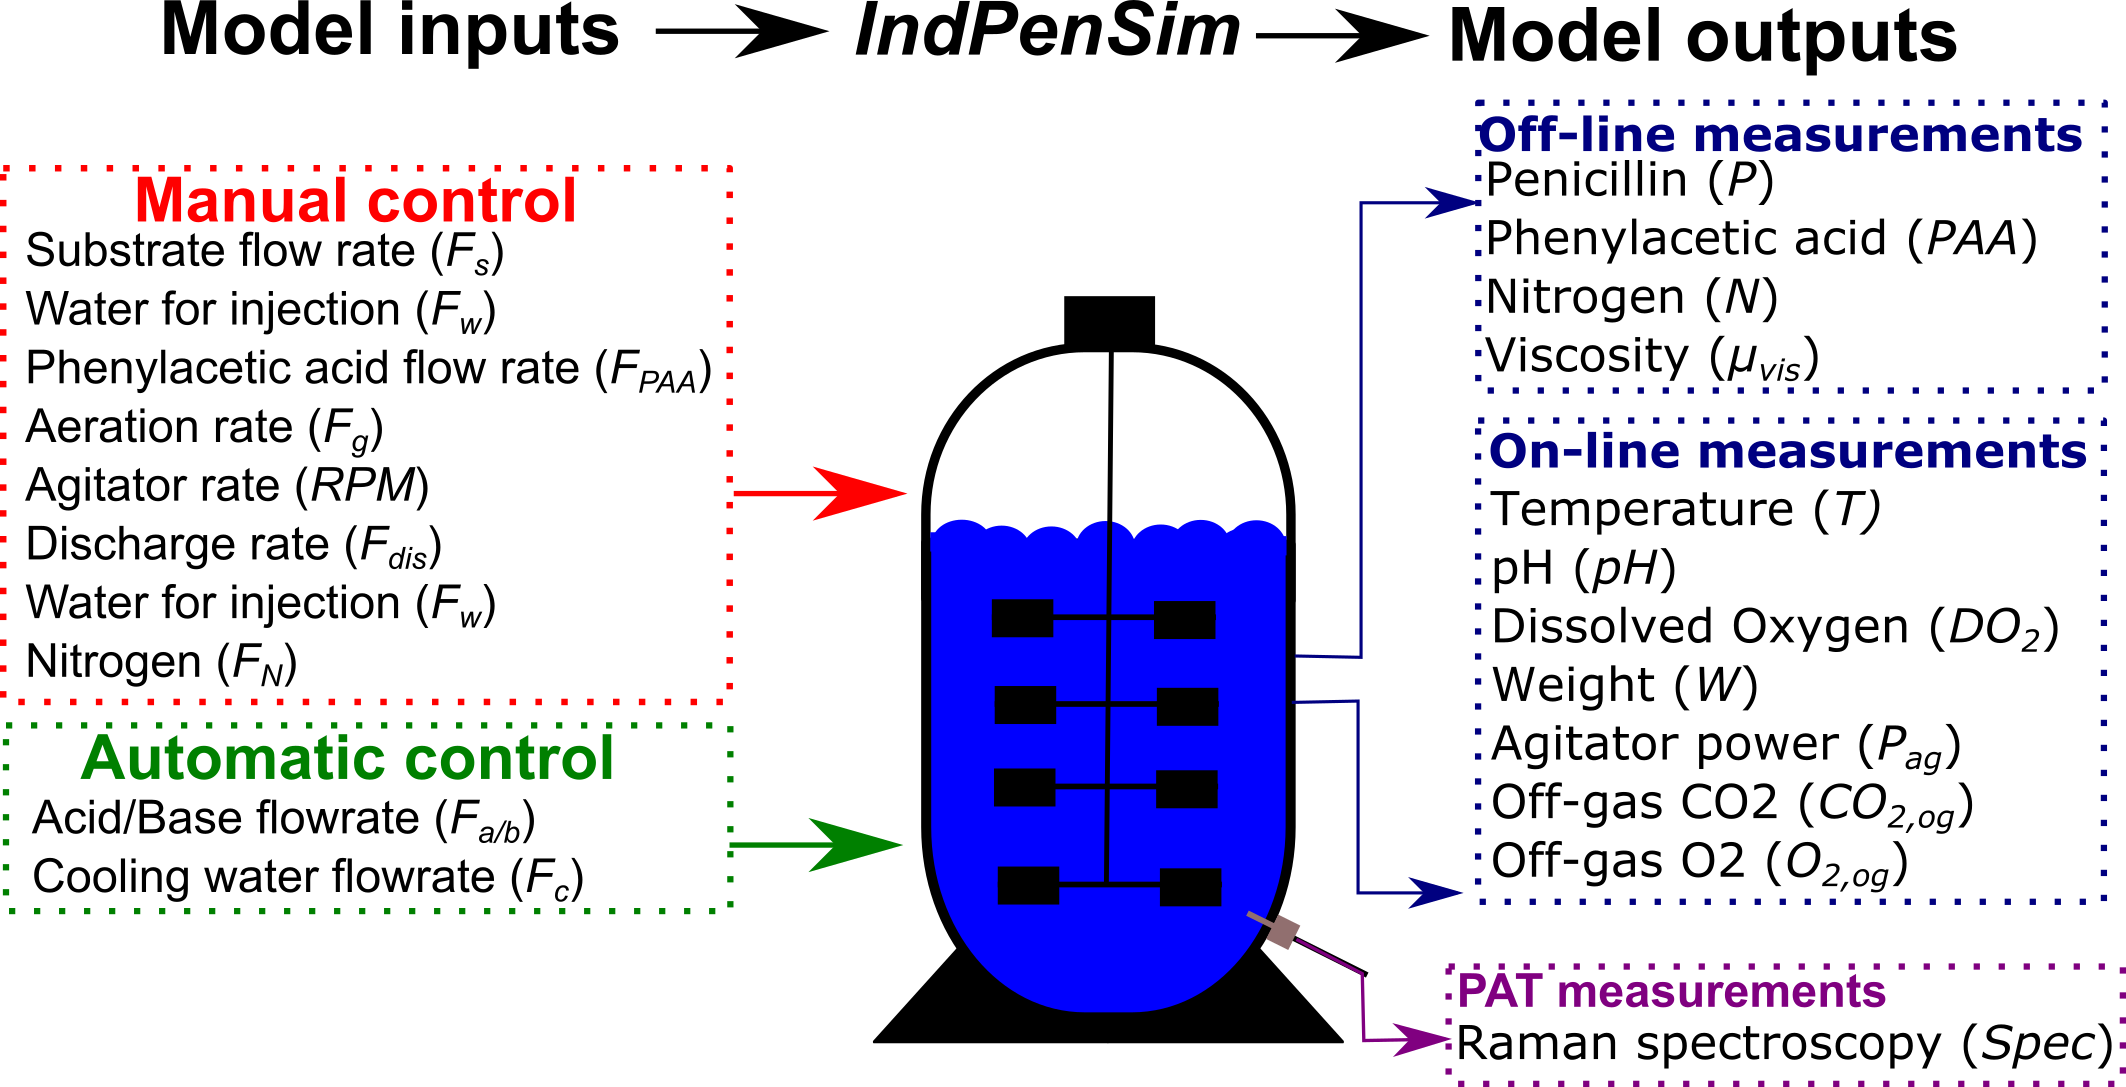 Model inputs
IndPenSim
Model outputs
Manual control
Substrate flow rate (Fs)
Water for injection (Fw)
Phenylacetic acid flow rate (FPAA)
Aeration rate (Fg)
Agitator rate (RPM)
Discharge rate (Fdis)
Water for injection (Fw)
Nitrogen (FN)
Automatic control
Acid/Base flowrate (Fa/b)
Cooling water flowrate (Fc)
Off-line measurements
Penicillin (P)
Phenylacetic acid (PAA)
Nitrogen (N)
Viscosity (μvis)
On-line measurements
Temperature (T)
pH (pH)
Dissolved Oxygen (DO2)
Weight (W)
Agitator power (Pag)
Off-gas CO2 (CO2,og)
Off-gas O2 (O2,og)
PAT measurements
Raman spectroscopy (Spec)